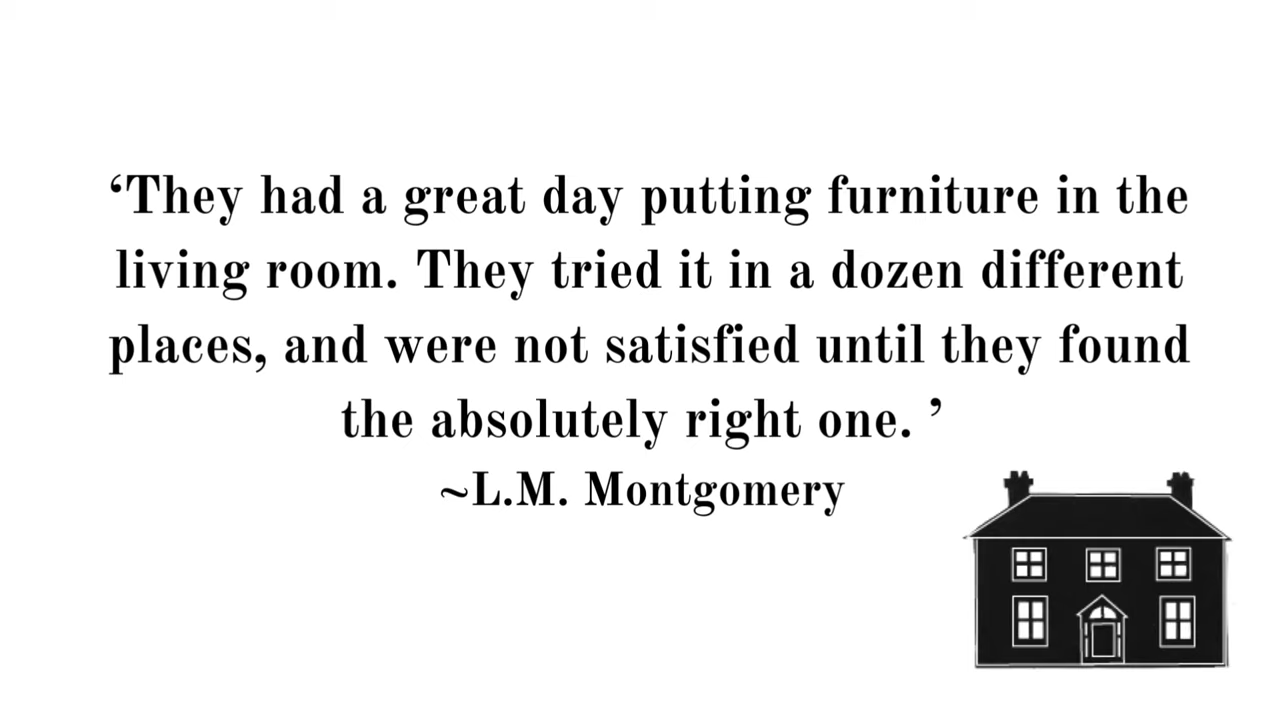 ‘They had a great day putting furniture in the
living room. They tried it in a dozen different
places, and were not satisfied until they found
the absolutely right one. ’
~L.M. Montgomery